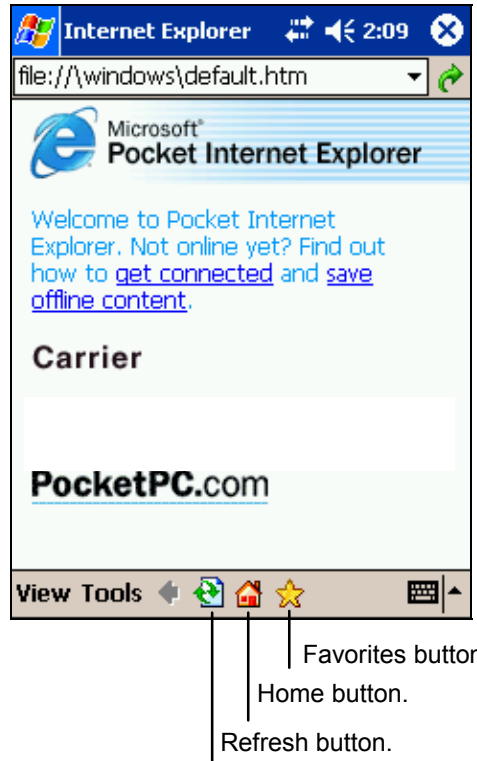 Internet Explorer 2:09
file://\windows\default.htm
Microsoft®
Pocket Internet Explorer
Welcome to Pocket Internet
Explorer. Not online yet? Find out
how to get connected and save
offline content.
Carrier
PocketPC.com
View Tools
Favorites button
Home button.
Refresh button.